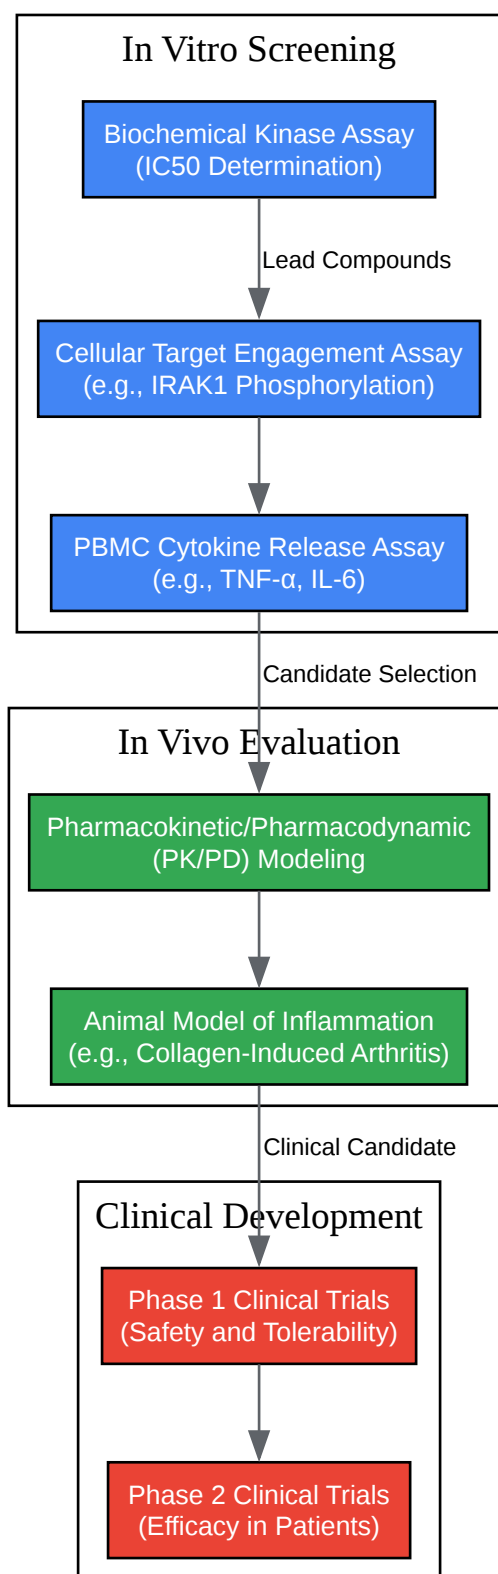 In Vitro Screening
Biochemical Kinase Assay
(IC50 Determination)
Lead Compounds
Cellular Target Engagement Assay
(e.g., IRAK1 Phosphorylation)
PBMC Cytokine Release Assay
(e.g., TNF-α, IL-6)
Candidate Selection
In Vivo Evaluation
Pharmacokinetic/Pharmacodynamic
(PK/PD) Modeling
Animal Model of Inflammation
(e.g., Collagen-Induced Arthritis)
Clinical Candidate
Clinical Development
Phase 1 Clinical Trials
(Safety and Tolerability)
Phase 2 Clinical Trials
(Efficacy in Patients)